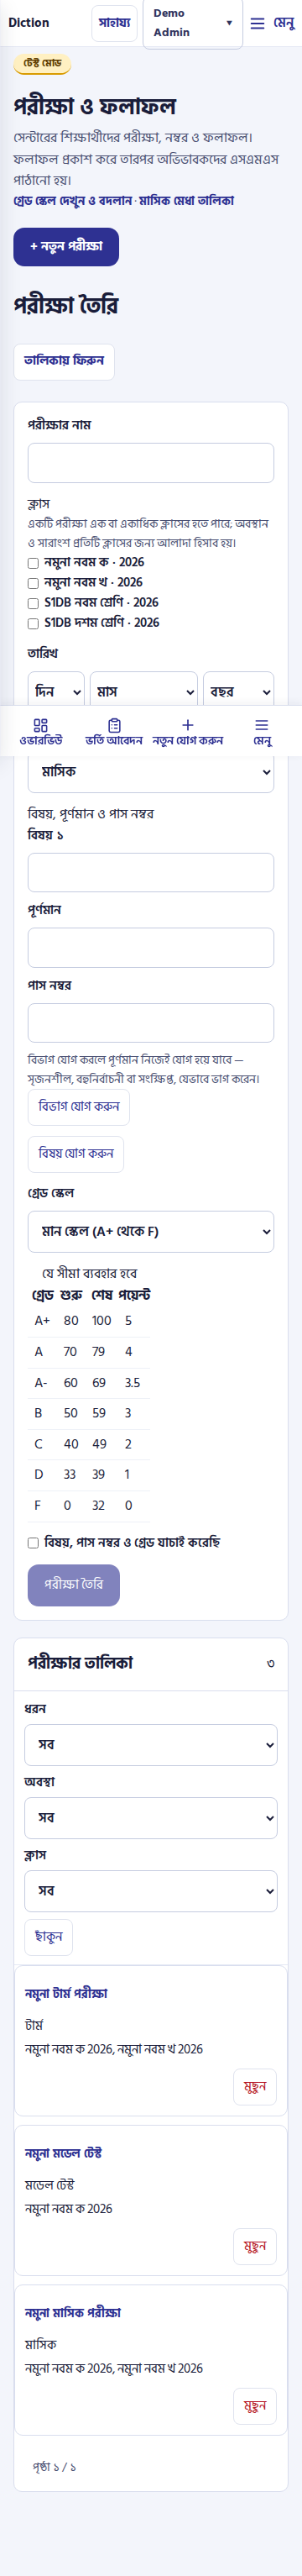 Diction
সাহায্য
Demo Admin
মেনু
টেস্ট মোড
পরীক্ষা ও ফলাফল
সেন্টারের শিক্ষার্থীদের পরীক্ষা, নম্বর ও ফলাফল।
ফলাফল প্রকাশ করে তারপর অভিভাবকদের এসএমএস
পাঠানো হয়।
গ্রেড স্কেল দেখুন ও বদলান · মাসিক মেধা তালিকা
+ নতুন পরীক্ষা
পরীক্ষা তৈরি
তালিকায় ফিরুন
পরীক্ষার নাম
ক্লাস
একটি পরীক্ষা এক বা একাধিক ক্লাসের হতে পারে; অবস্থান
ও সারাংশ প্রতিটি ক্লাসের জন্য আলাদা হিসাব হয়।
নমুনা নবম ক · 2026
নমুনা নবম খ · 2026
S1DB নবম শ্রেণি · 2026
S1DB দশম শ্রেণি · 2026
তারিখ
দিন
মাস
বছর
ওভারভিউ
ভর্তি আবেদন
নতুন যোগ করুন
মেনু
মাসিক
বিষয়, পূর্ণমান ও পাস নম্বর
বিষয় ১
পূর্ণমান
পাস নম্বর
বিভাগ যোগ করলে পূর্ণমান নিজেই যোগ হয়ে যাবে —
সৃজনশীল, বহুনির্বাচনী বা সংক্ষিপ্ত, যেভাবে ভাগ করেন।
বিভাগ যোগ করুন
বিষয় যোগ করুন
গ্রেড স্কেল
মান স্কেল (A+ থেকে F)
যে সীমা ব্যবহার হবে
গ্রেড শুরু শেষ পয়েন্ট
A+ 80 100 5
A 70 79 4
A- 60 69 3.5
B 50 59 3
C 40 49 2
D 33 39 1
F 0 32 0
বিষয়, পাস নম্বর ও গ্রেড যাচাই করেছি
পরীক্ষা তৈরি
পরীক্ষার তালিকা
৩
ধরন
সব
অবস্থা
সব
ক্লাস
সব
ছাঁকুন
নমুনা টার্ম পরীক্ষা
টার্ম
নমুনা নবম ক 2026, নমুনা নবম খ 2026
মুছুন
নমুনা মডেল টেস্ট
মডেল টেস্ট
নমুনা নবম ক 2026
মুছুন
নমুনা মাসিক পরীক্ষা
মাসিক
নমুনা নবম ক 2026, নমুনা নবম খ 2026
মুছুন
পৃষ্ঠা ১ / ১